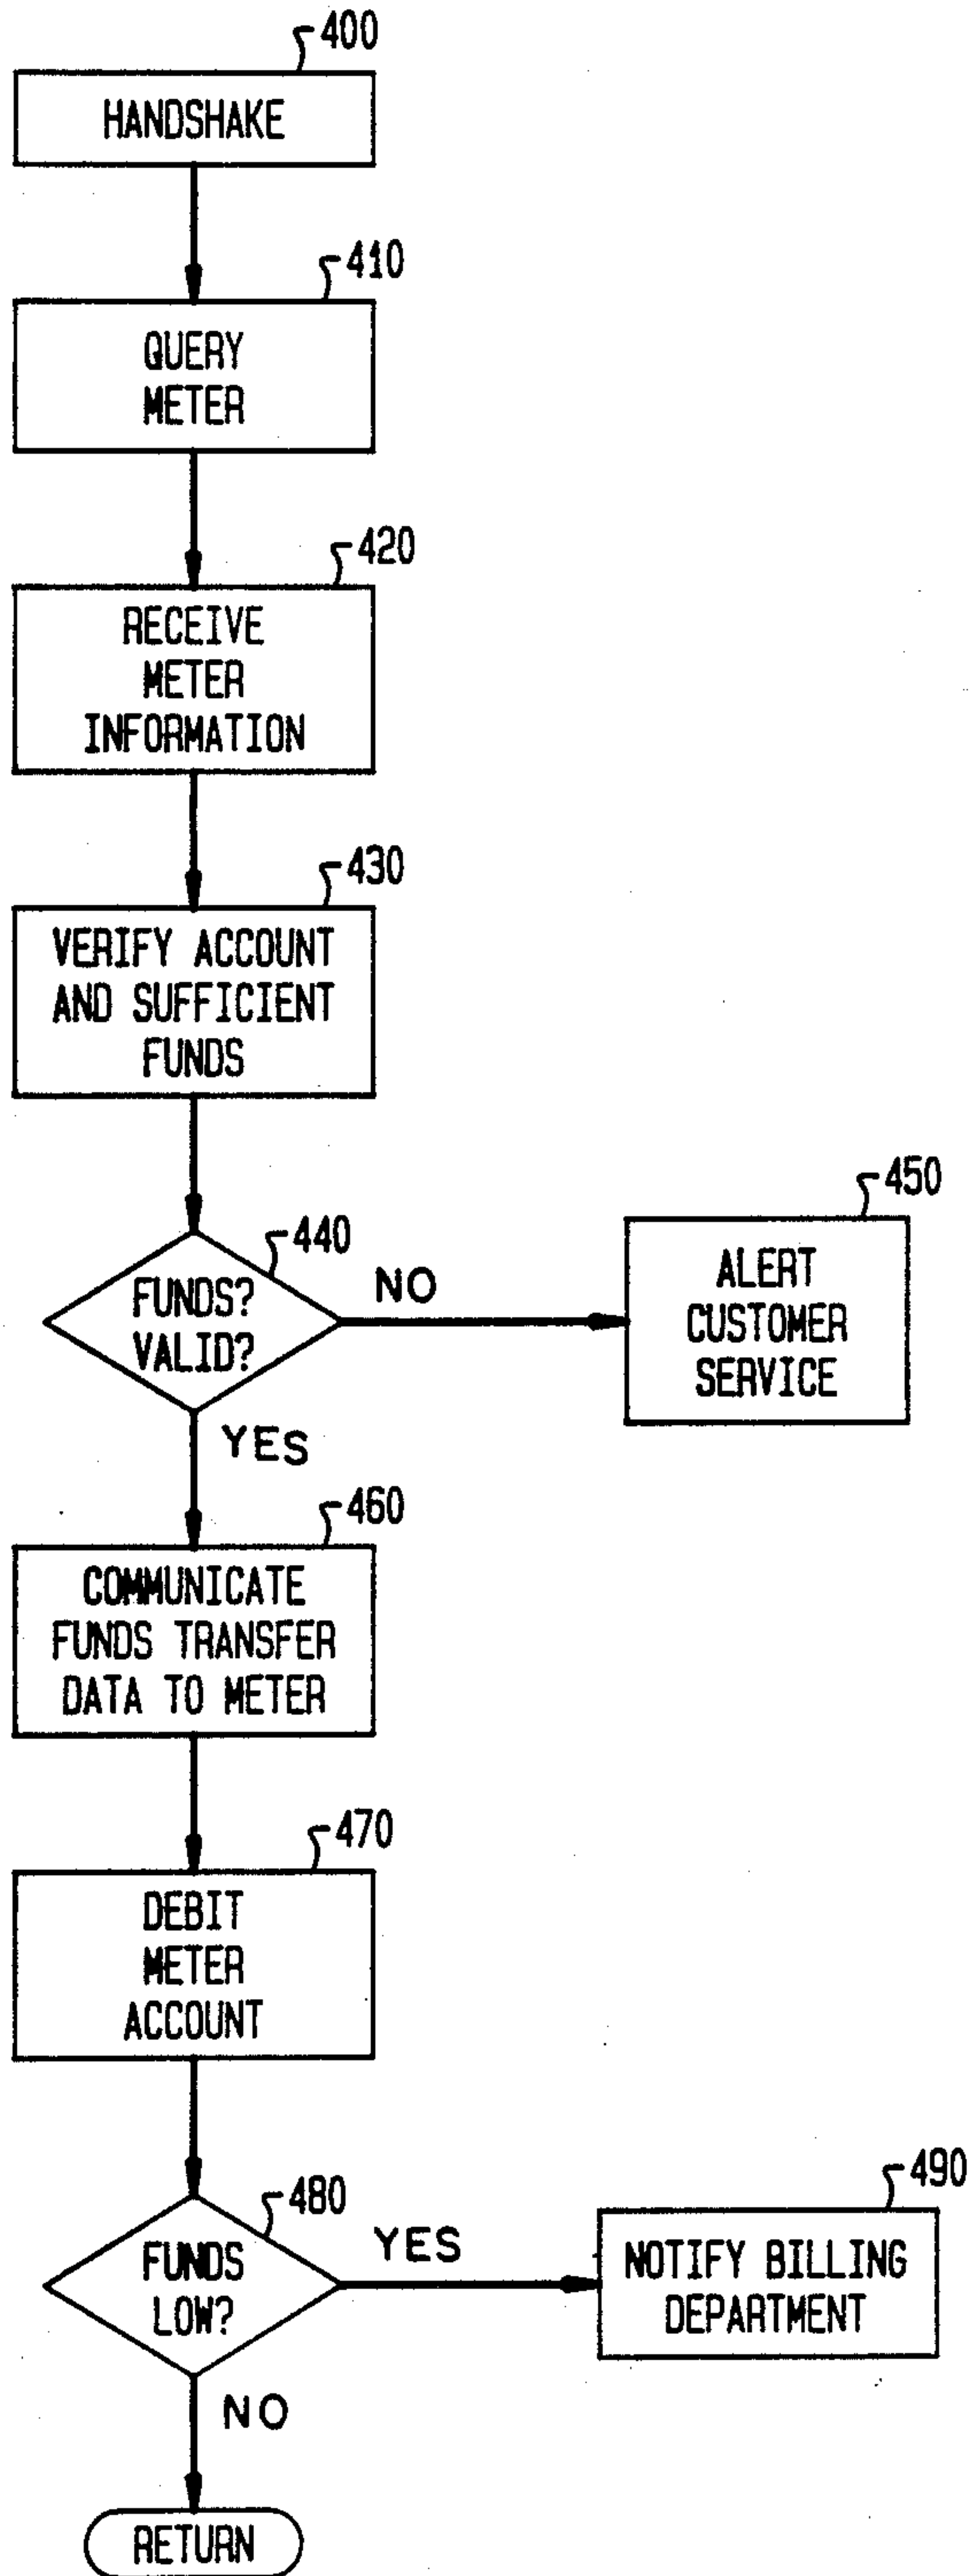 400
HANDSHAKE
410
QUERY
METER
420
RECEIVE
METER
INFORMATION
430
VERIFY ACCOUNT
AND SUFFICIENT
FUNDS
440
FUNDS?
VALID?
NO
450
ALERT
CUSTOMER
SERVICE
YES
460
COMMUNICATE
FUNDS TRANSFER
DATA TO METER
470
DEBIT
METER
ACCOUNT
480
FUNDS
LOW?
YES
490
NOTIFY BILLING
DEPARTMENT
NO
RETURN